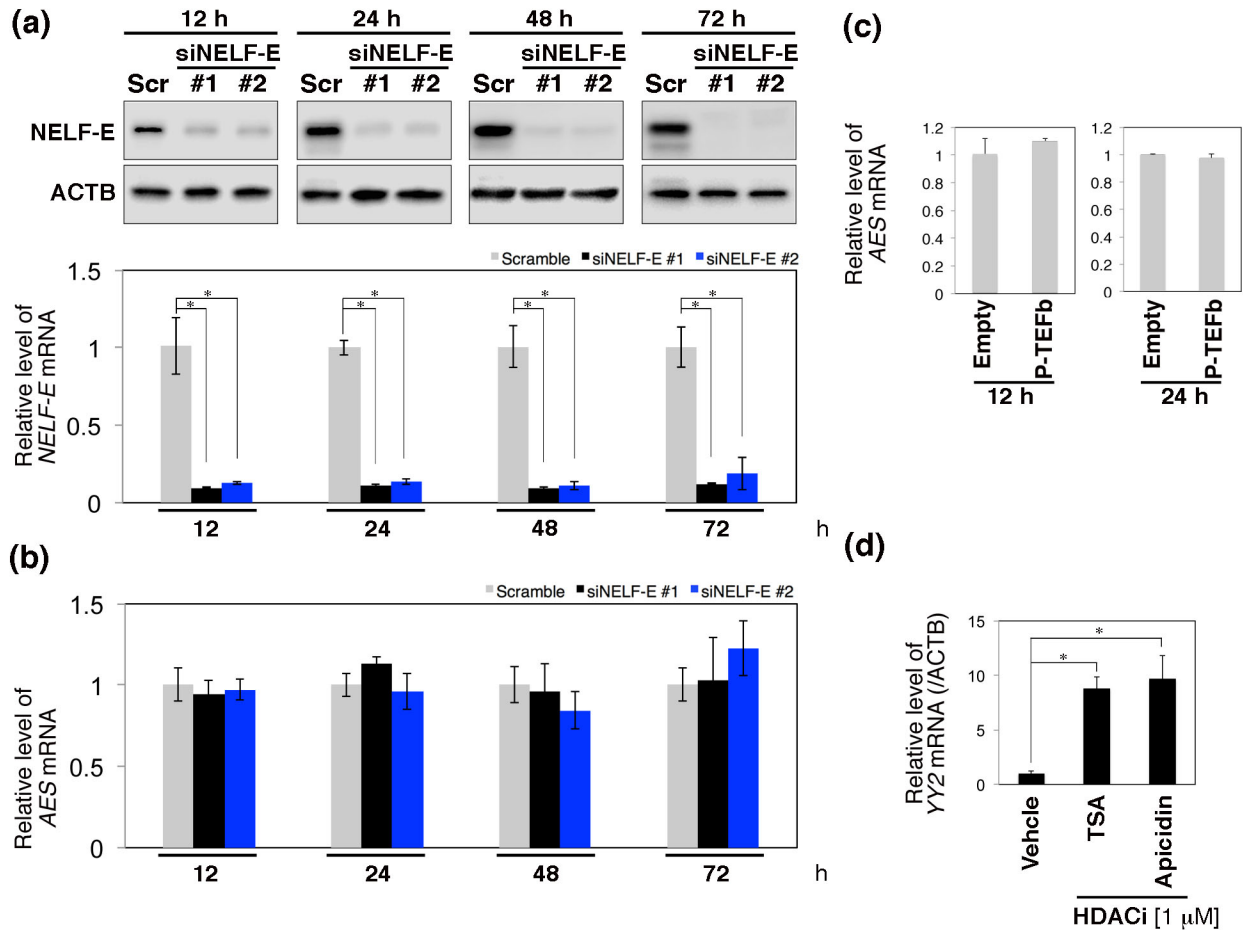 (a)
12 h
24 h
48 h
72 h
siNELF-E
siNELF-E
siNELF-E
siNELF-E
Scr #1 #2
Scr #1 #2
Scr #1 #2
Scr #1 #2
NELF-E
ACTB
Scramble siNELF-E #1 siNELF-E #2
Relative level of
NELF-E mRNA
1.5
1
0.5
0
* * * * * * * *
12 24 48 72 h
(b)
Scramble siNELF-E #1 siNELF-E #2
Relative level of
AES mRNA
1.5
1
0.5
0
12 24 48 72 h
(c)
Relative level of
AES mRNA
1.2
1
0.8
0.6
0.4
0.2
0
Empty
P-TEFb
12 h
1.2
1
0.8
0.6
0.4
0.2
0
Empty
P-TEFb
24 h
(d)
Relative level of
YY2 mRNA (/ACTB)
15
10
5
0
*
*
Vehcle
TSA
Apicidin
HDACi [1 μM]